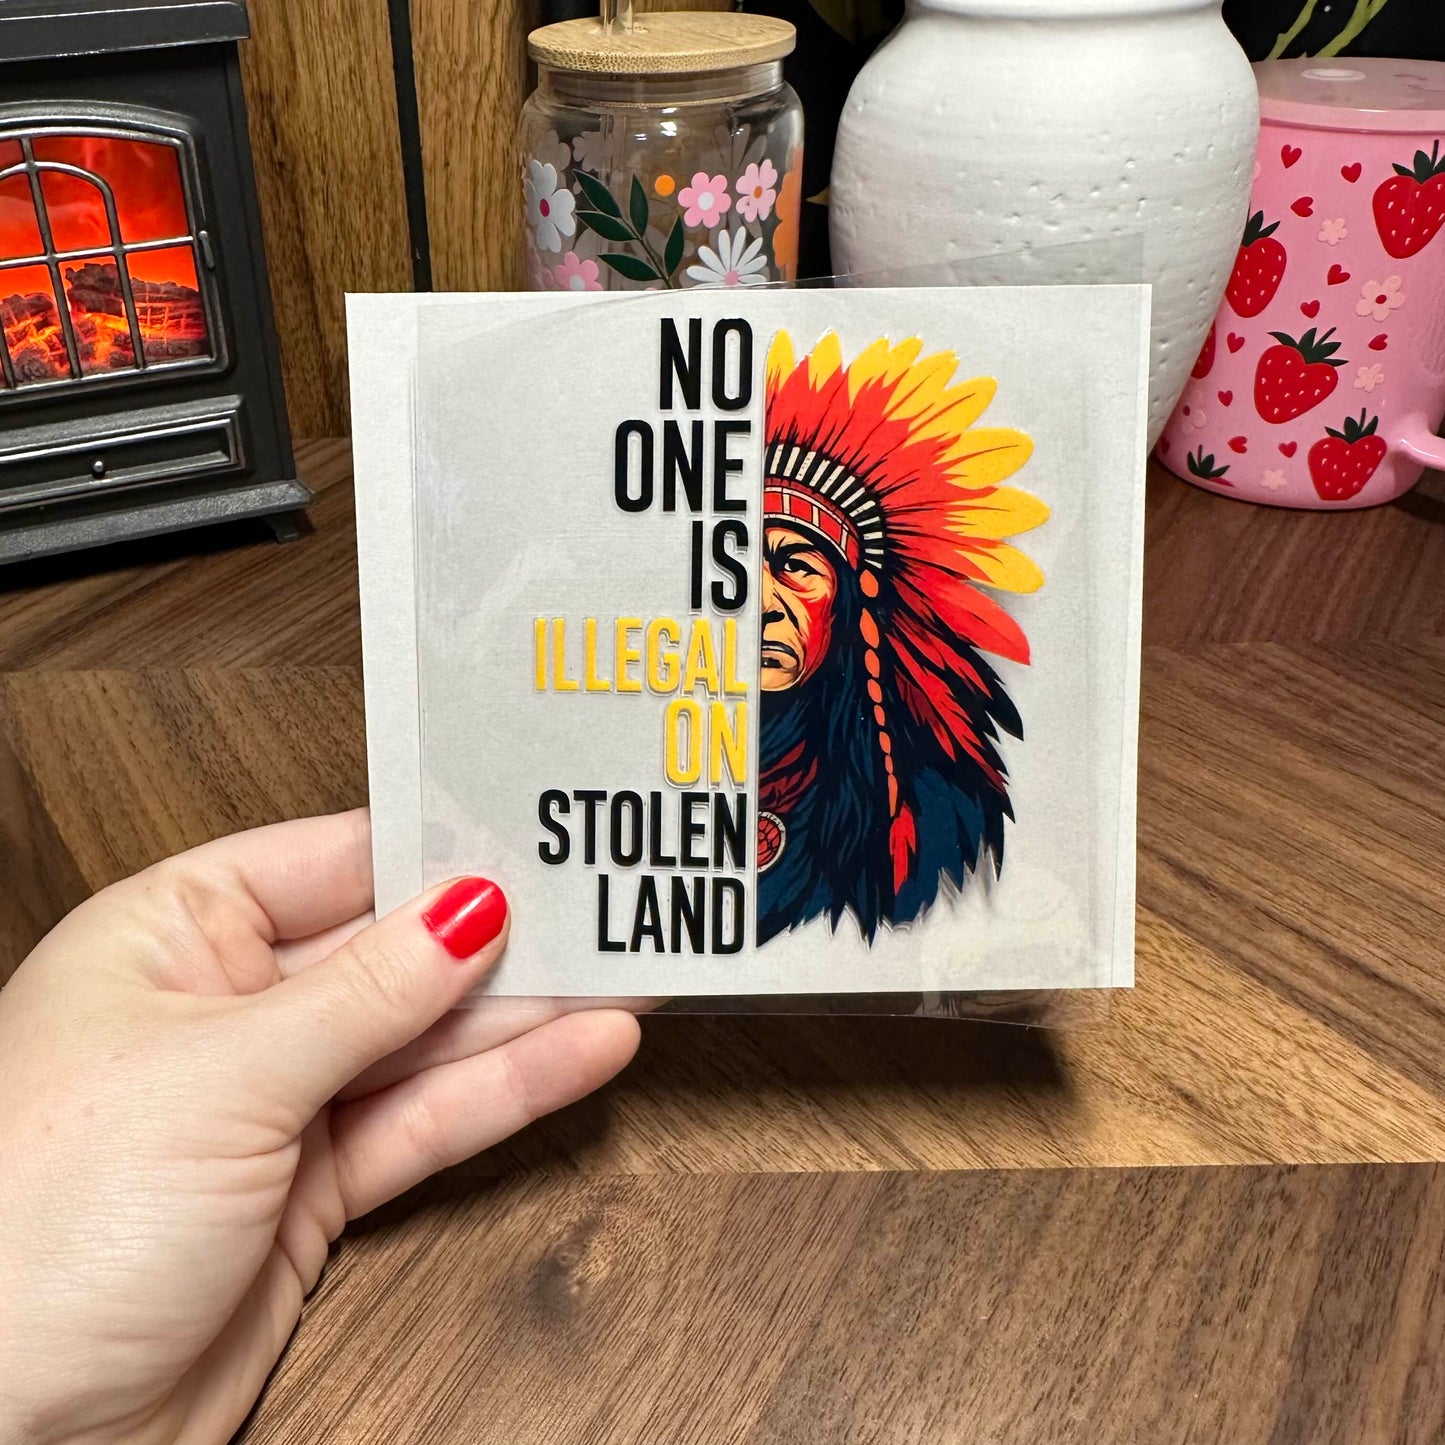 NO
ONE
IS
ILLEGAL
ON
STOLEN
LAND